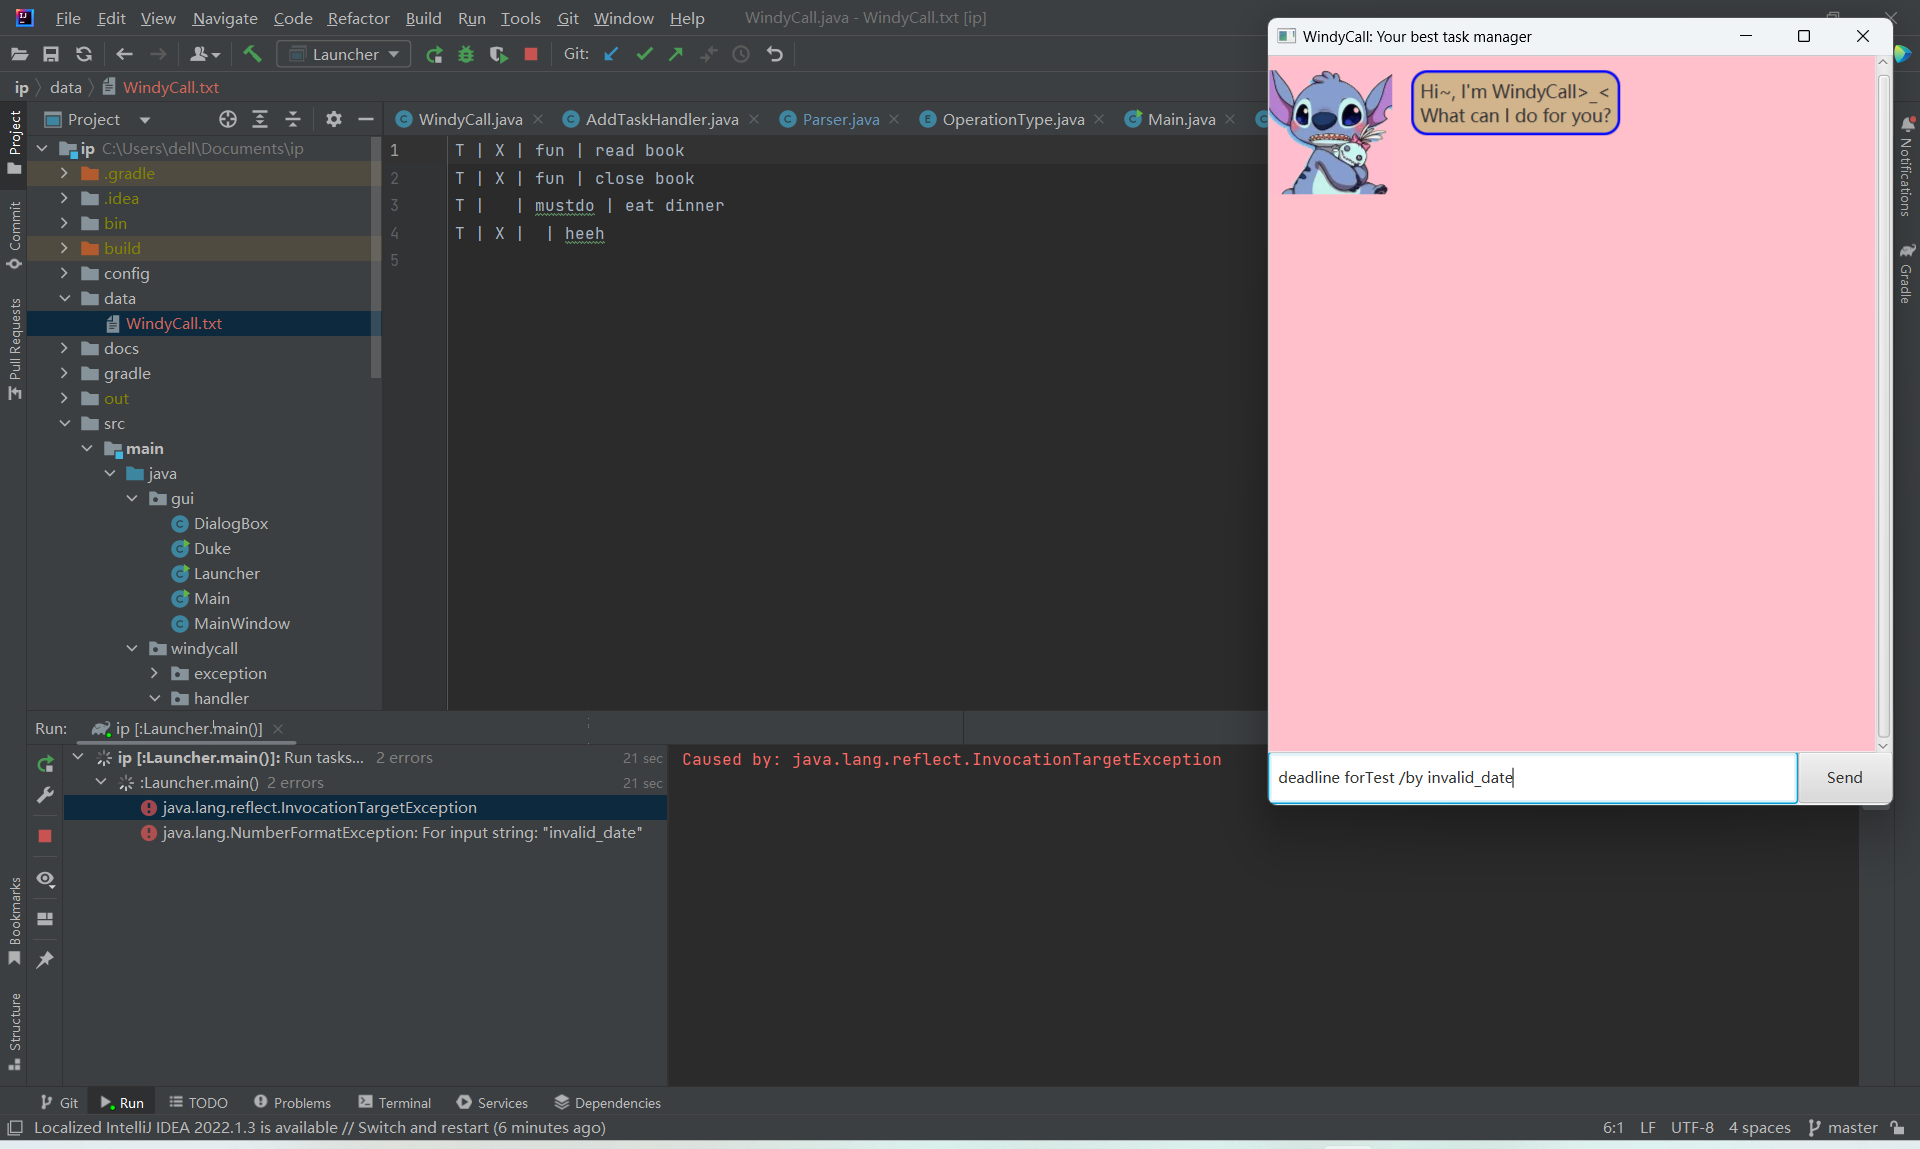 File Edit View Navigate Code Refactor Build Run Tools Git Window Help WindyCall.java - WindyCall.txt [ip]
Launcher Git:
ip data WindyCall.txt
Project
WindyCall.java AddTaskHandler.java Parser.java OperationType.java Main.java
ip C:\Users\dell\Documents\ip
.gradle
.idea
bin
build
config
data
WindyCall.txt
docs
gradle
out
src
main
java
gui
DialogBox
Duke
Launcher
Main
MainWindow
windycall
exception
handler
1 T | X | fun | read book
2 T | X | fun | close book
3 T |   | mustdo | eat dinner
4 T | X |  | heeh
5
Project
Commit
Pull Requests
Bookmarks
Structure
Notifications
Gradle
WindyCall: Your best task manager
Hi~, I'm WindyCall>_<
What can I do for you?
deadline forTest /by invalid_date
Send
Run: ip [:Launcher.main()]
ip [:Launcher.main()]: Run tasks... 2 errors 21 sec
:Launcher.main() 2 errors 21 sec
java.lang.reflect.InvocationTargetException
java.lang.NumberFormatException: For input string: "invalid_date"
Caused by: java.lang.reflect.InvocationTargetException
Git Run TODO Problems Terminal Services Dependencies
Localized IntelliJ IDEA 2022.1.3 is available // Switch and restart (6 minutes ago)
6:1 LF UTF-8 4 spaces master